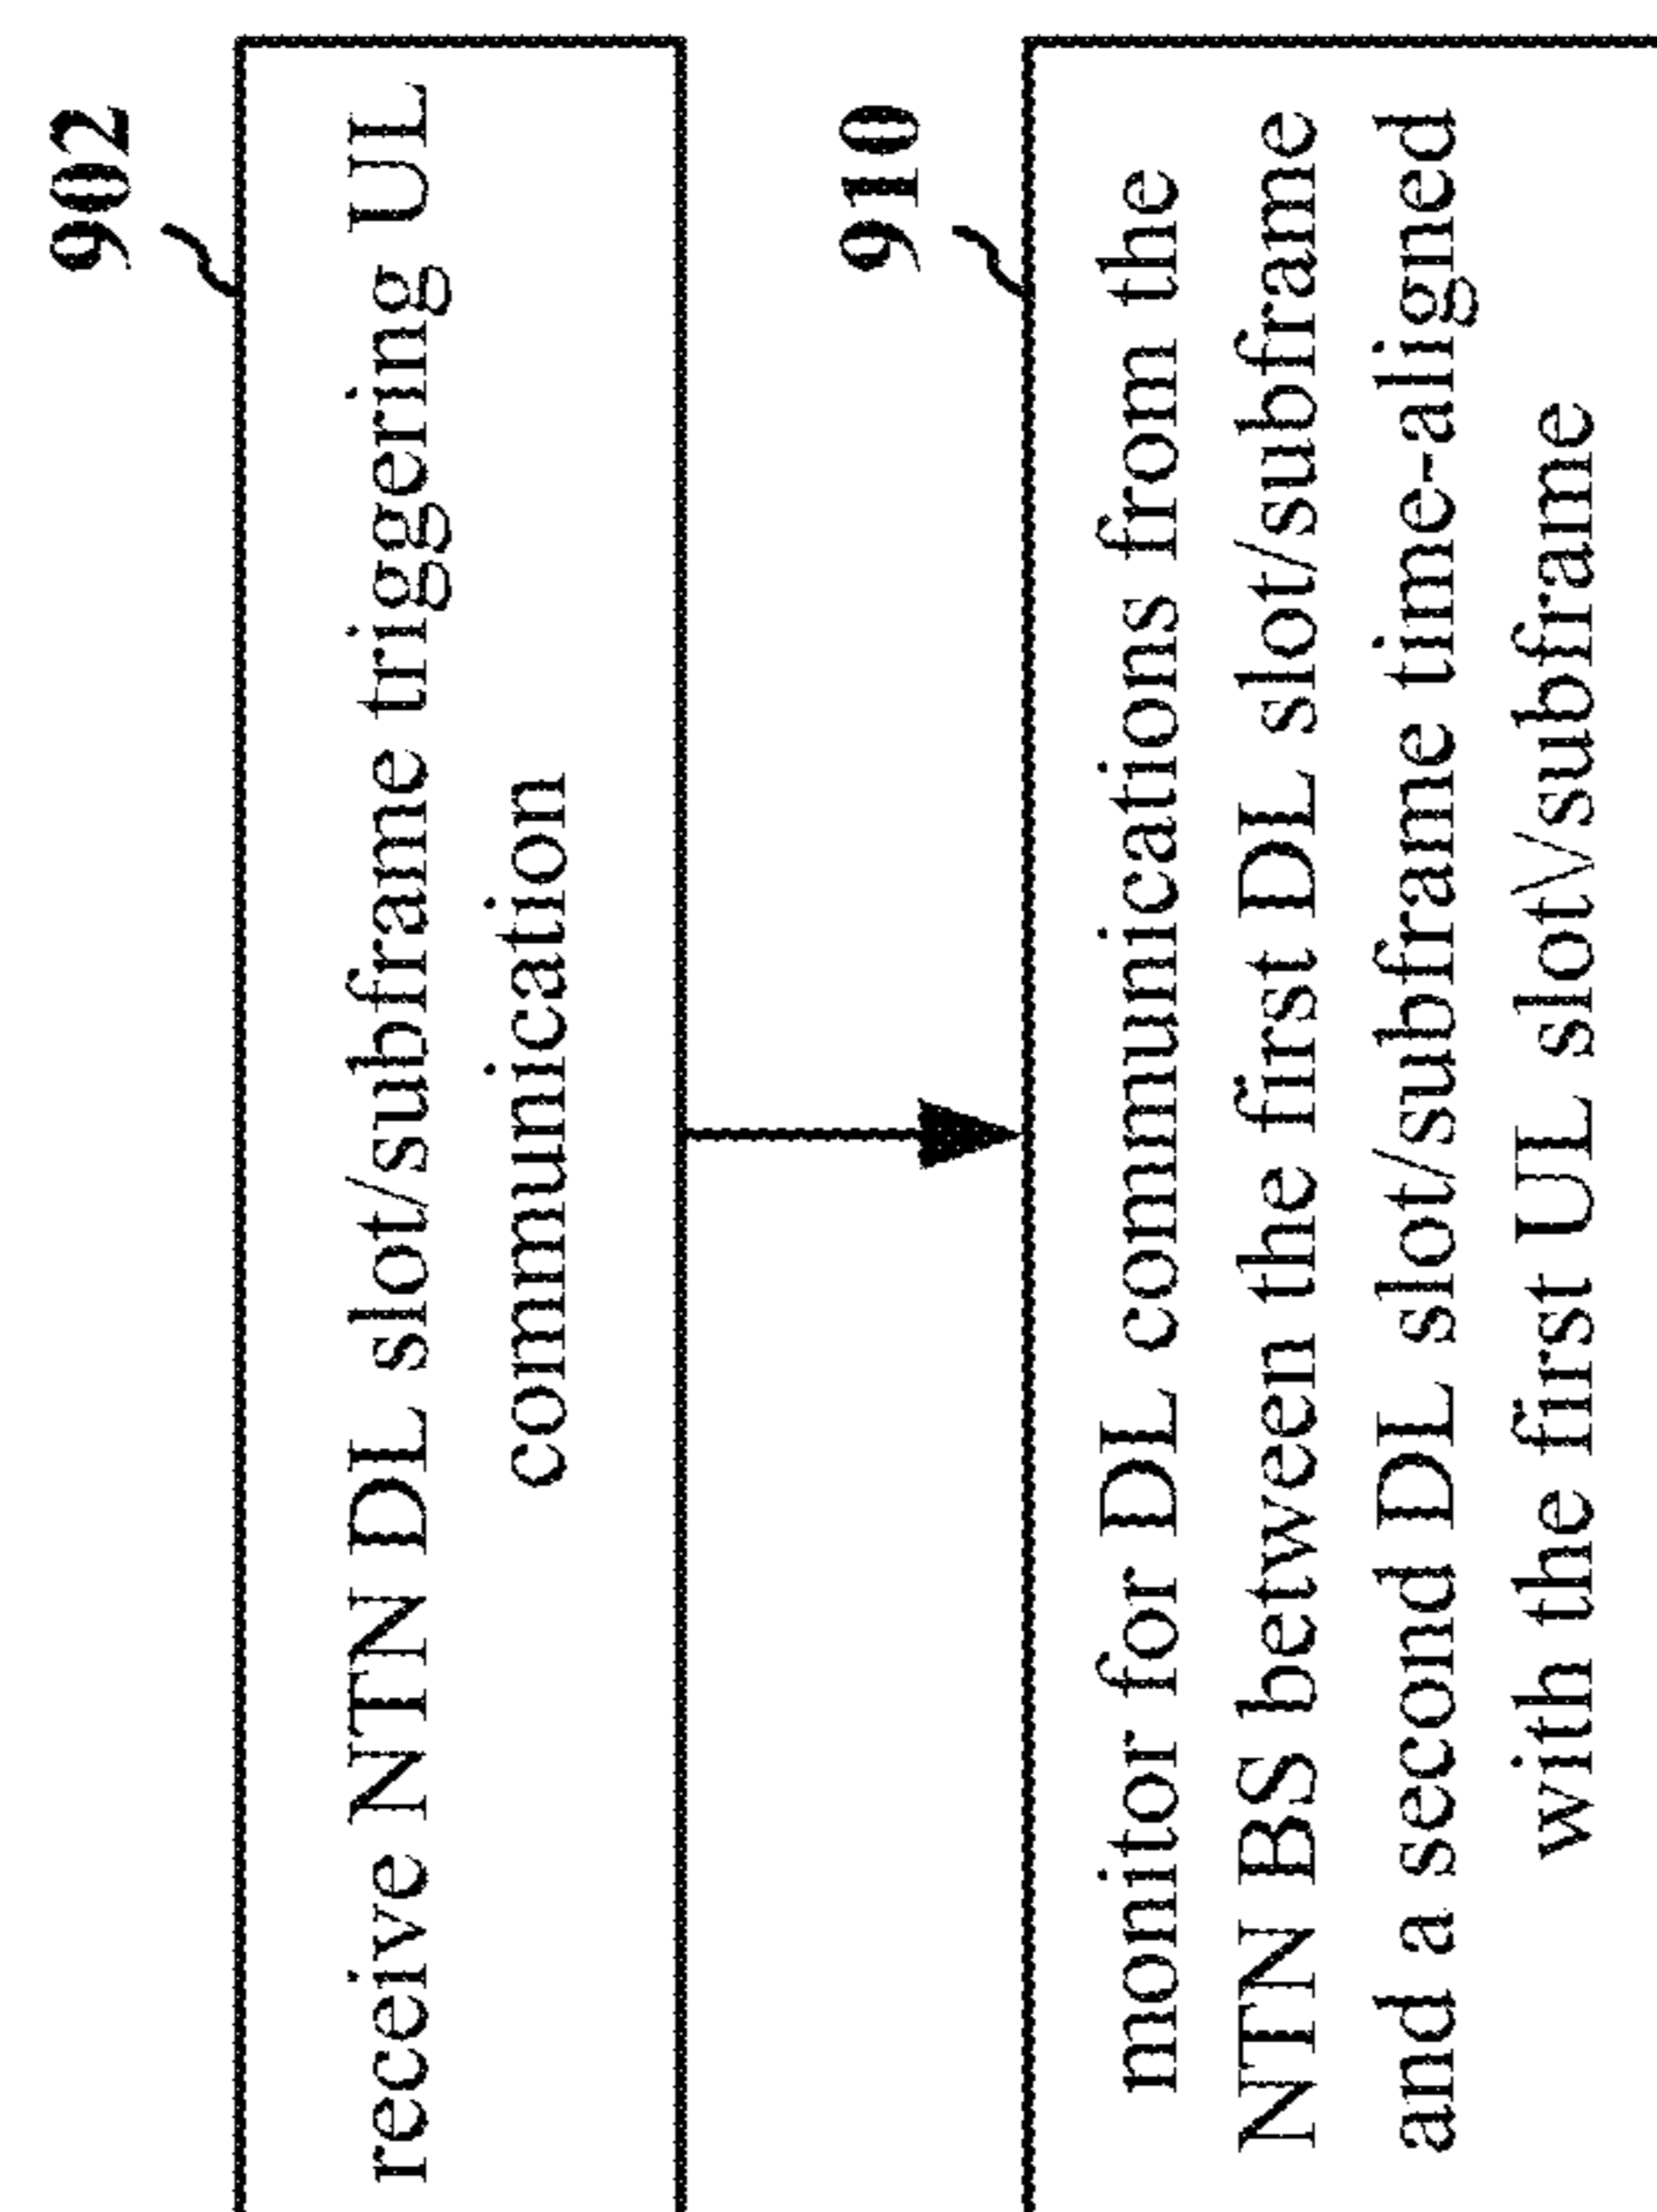 902
receive NTN DL slot/subframe triggering UL
communication
910
monitor for DL communications from the
NTN BS between the first DL slot/subframe
and a second DL slot/subframe time-aligned
with the first UL slot\/subframe